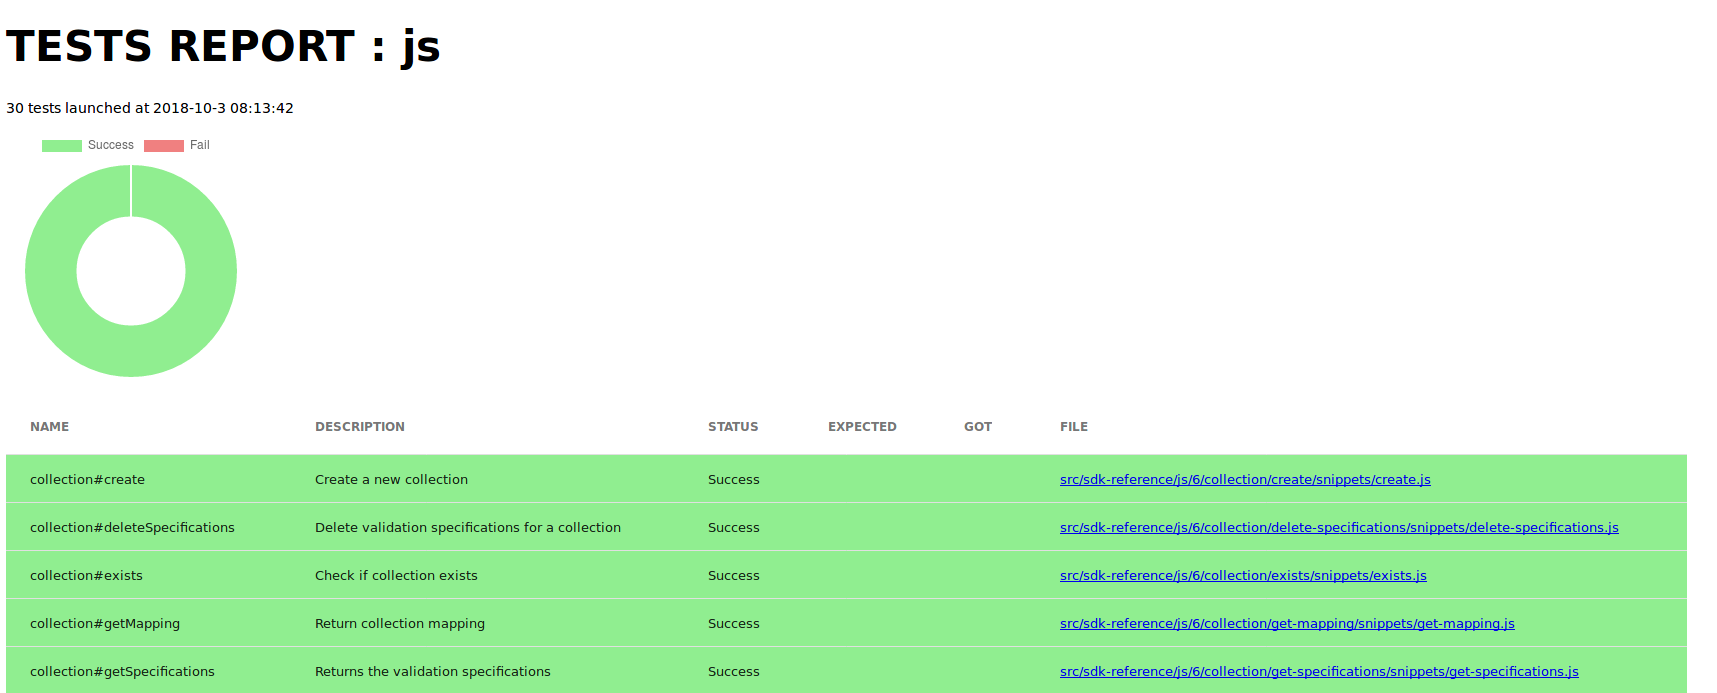 TESTS REPORT : js
30 tests launched at 2018-10-3 08:13:42
Success Fail
NAME DESCRIPTION STATUS EXPECTED GOT FILE
collection#create Create a new collection Success src/sdk-reference/js/6/collection/create/snippets/create.js
collection#deleteSpecifications Delete validation specifications for a collection Success src/sdk-reference/js/6/collection/delete-specifications/snippets/delete-specifications.js
collection#exists Check if collection exists Success src/sdk-reference/js/6/collection/exists/snippets/exists.js
collection#getMapping Return collection mapping Success src/sdk-reference/js/6/collection/get-mapping/snippets/get-mapping.js
collection#getSpecifications Returns the validation specifications Success src/sdk-reference/js/6/collection/get-specifications/snippets/get-specifications.js